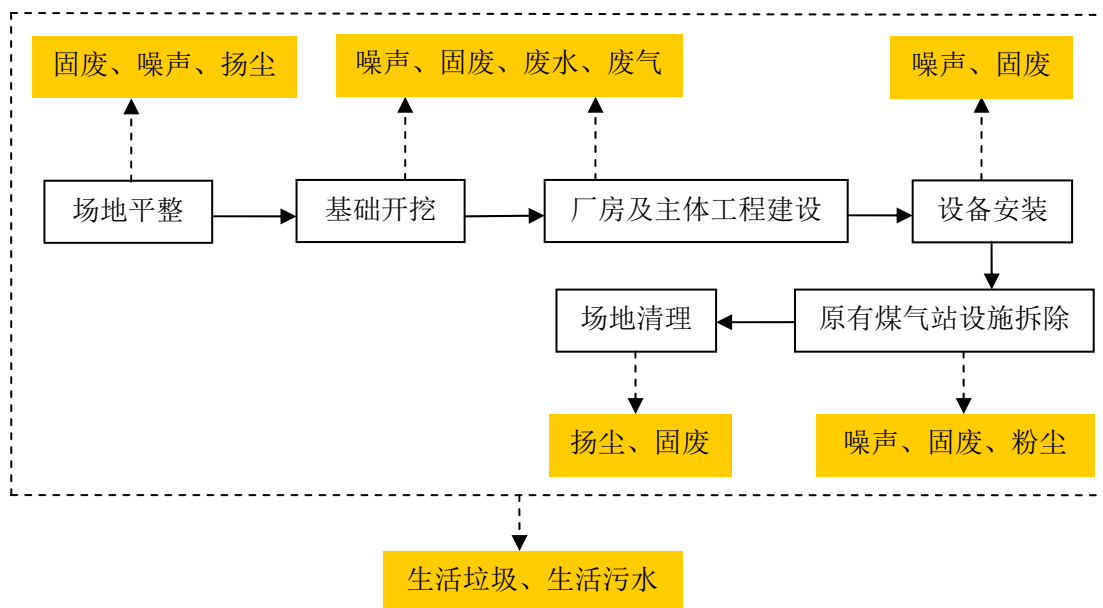 固废、噪声、扬尘
噪声、固废、废水、废气
噪声、固废
场地平整
基础开挖
厂房及主体工程建设
设备安装
场地清理
原有煤气站设施拆除
扬尘、固废
噪声、固废、粉尘
生活垃圾、生活污水